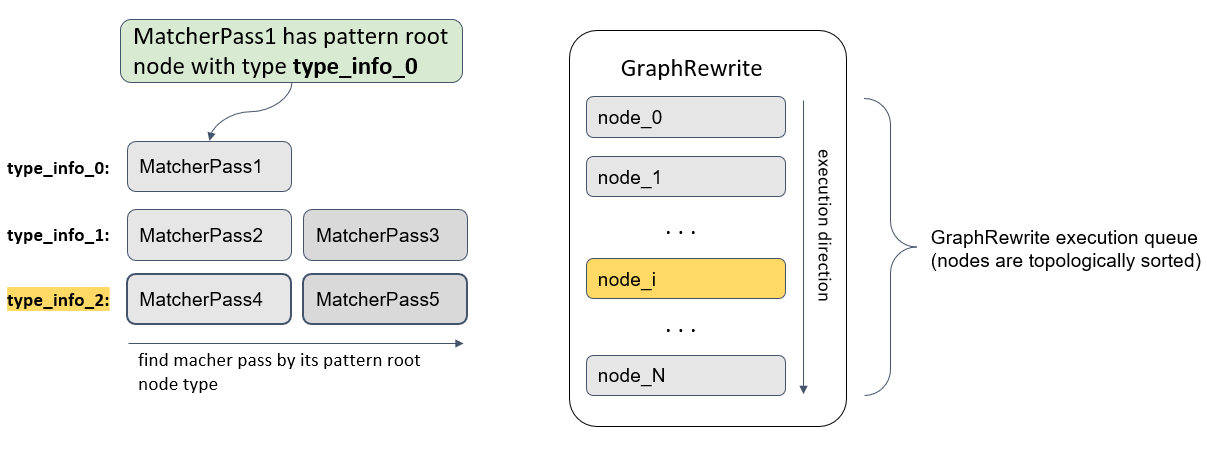 MatcherPass1 has pattern root
node with type type_info_0
type_info_0:
MatcherPass1
type_info_1:
MatcherPass2
MatcherPass3
type_info_2:
MatcherPass4
MatcherPass5
find macher pass by its pattern root
node type
GraphRewrite
node_0
node_1
. . .
node_i
. . .
node_N
execution direction
GraphRewrite execution queue
(nodes are topologically sorted)